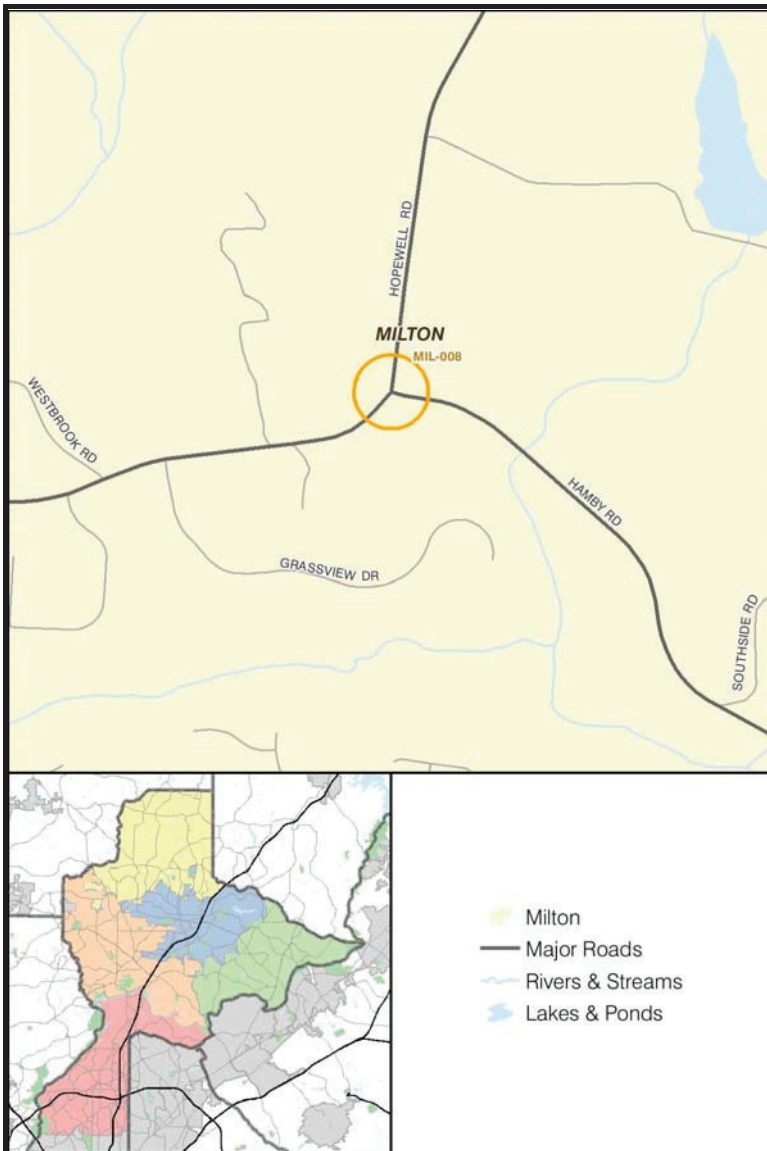 HOPEWELL RD
MILTON
MIL-008
WESTBROOK RD
HAMBY RD
GRASSVIEW DR
SOUTHSIDE RD
Milton
Major Roads
Rivers & Streams
Lakes & Ponds